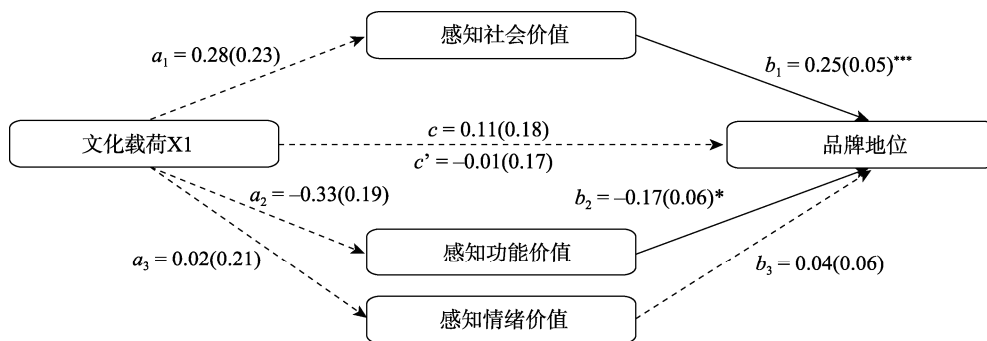 感知社会价值
a₁ = 0.28(0.23)
b₁ = 0.25(0.05)***
文化载荷X1
c = 0.11(0.18)
c’ = –0.01(0.17)
品牌地位
a₂ = –0.33(0.19)
b₂ = –0.17(0.06)*
感知功能价值
a₃ = 0.02(0.21)
b₃ = 0.04(0.06)
感知情绪价值